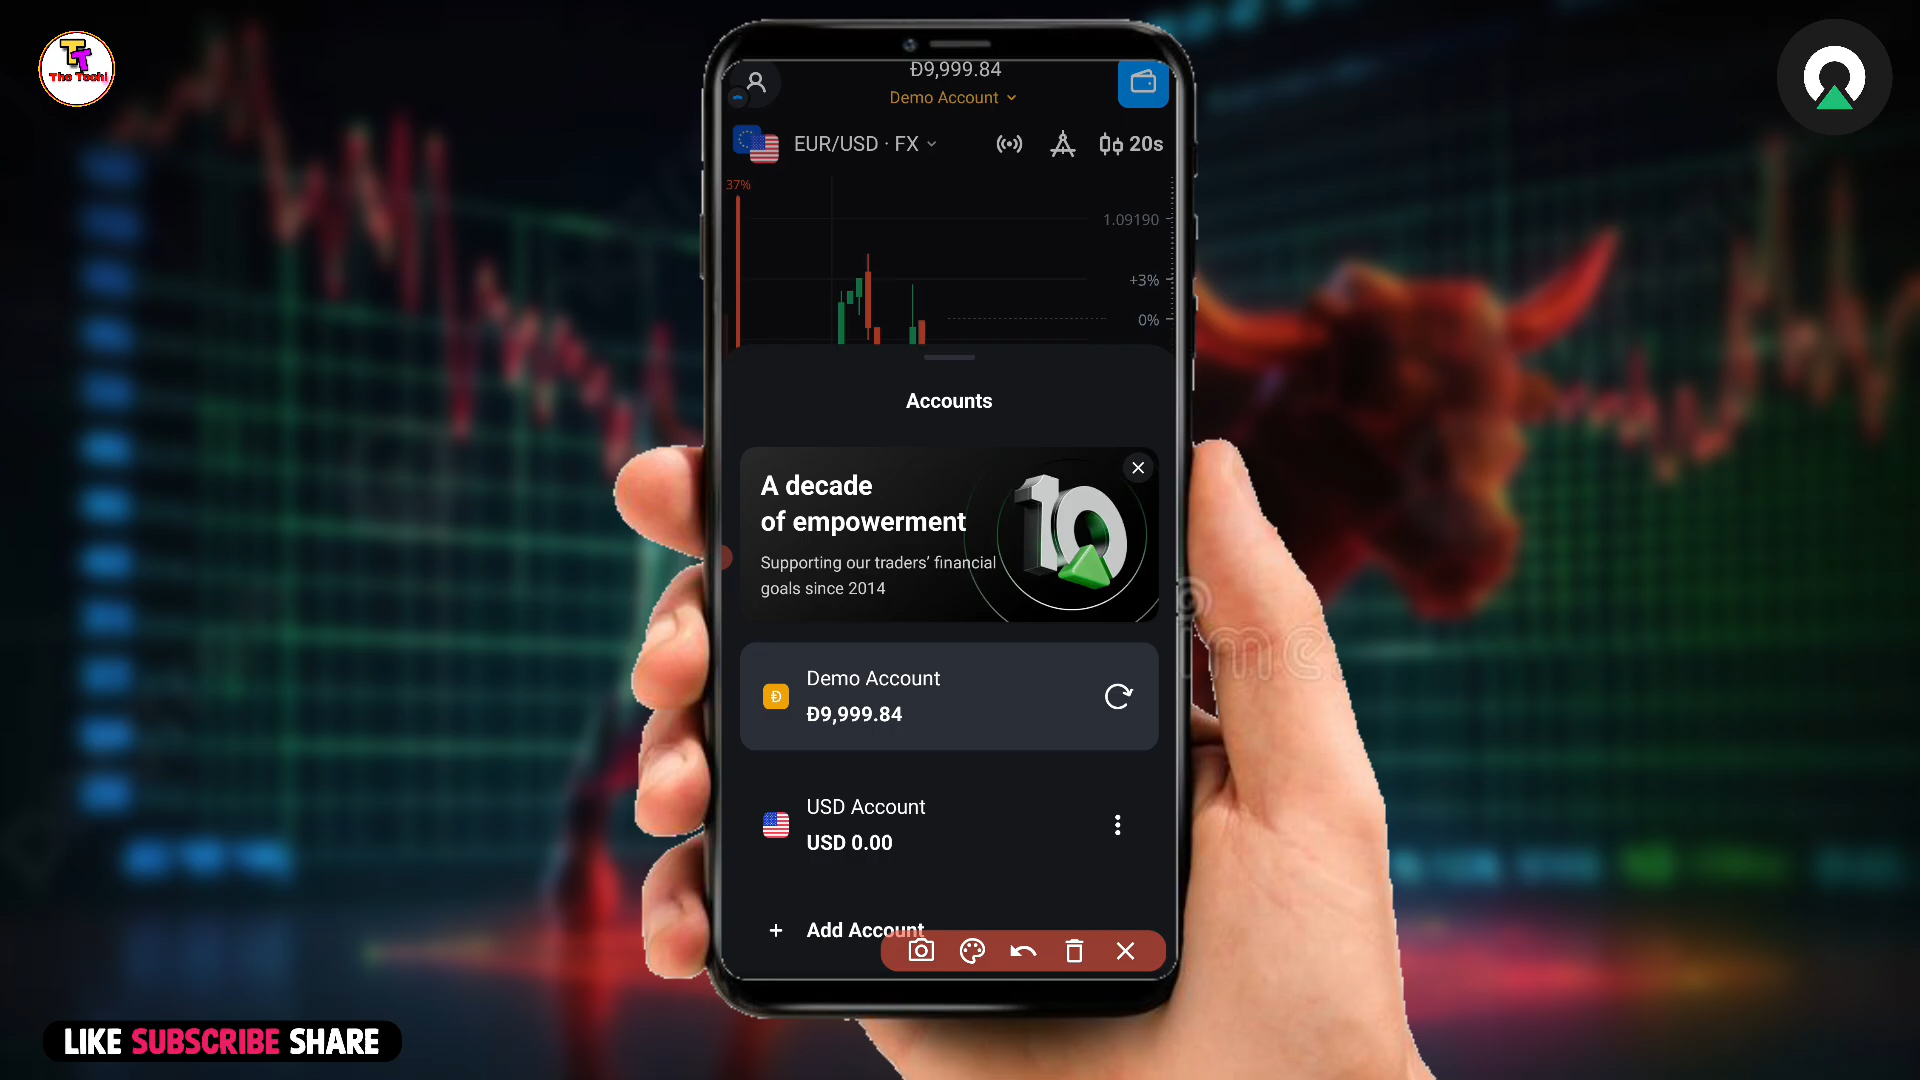 TT
The Tech!
Đ9,999.84
Demo Account
EUR/USD · FX
20s
37%
1.09190
+3%
0%
Accounts
A decade
of empowerment
Supporting our traders’ financial
goals since 2014
10
Demo Account
Đ9,999.84
USD Account
USD 0.00
+ Add Account
LIKE SUBSCRIBE SHARE